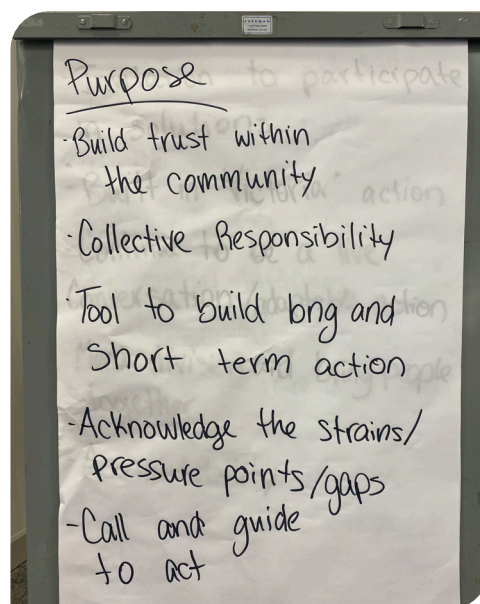 Purpose
·Build trust within
the community
·Collective Responsibility
·Tool to build long and
short term action
-Acknowledge the strains/
pressure points/gaps
-Call and guide
to act